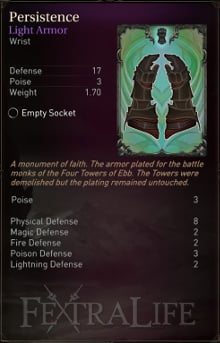 Persistence
Light Armor
Wrist
Defense 17
Poise 3
Weight 1.70
Empty Socket
A monument of faith. The armor plated for the battle
monks of the Four Towers of Ebb. The Towers were
demolished but the plating remained untouched.
Poise 3
Physical Defense 8
Magic Defense 2
Fire Defense 2
Poison Defense 3
Lightning Defense 2
FEXTRALIFE